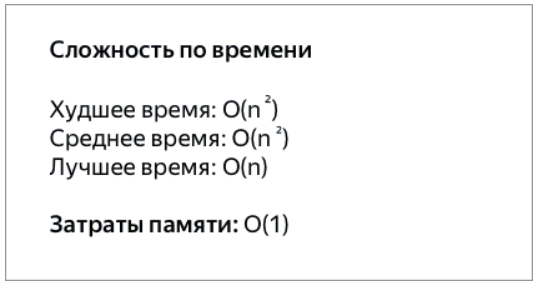 Сложность по времени
Худшее время: O(n²)
Среднее время: O(n²)
Лучшее время: O(n)
Затраты памяти: O(1)